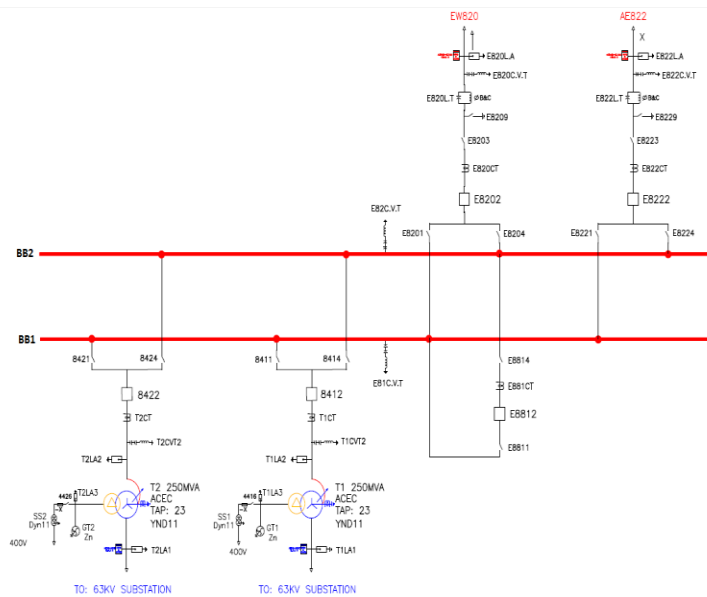 EW820
AE822
X
E820L.A
E822L.A
E820C.V.T
E822C.V.T
E820L.T
ØB&C
E822L.T
ØB&C
E8209
E8229
E8203
E8223
E820CT
E822CT
E8202
E8222
E82C.V.T
E8201
E8204
E8221
E8224
BB2
BB1
8421
8424
8411
8414
E8814
E81C.V.T
E881CT
8422
8412
E8812
T2CT
T1CT
T2CVT2
T1CVT2
E8811
T2LA2
T1LA2
T2 250MVA
ACEC
TAP: 23
YND11
T1 250MVA
ACEC
TAP: 23
YND11
4426
T2LA3
4416
T1LA3
SS2
Dyn11
GT2
Zn
SS1
Dyn11
GT1
Zn
400V
400V
T2LA1
T1LA1
TO: 63KV SUBSTATION
TO: 63KV SUBSTATION